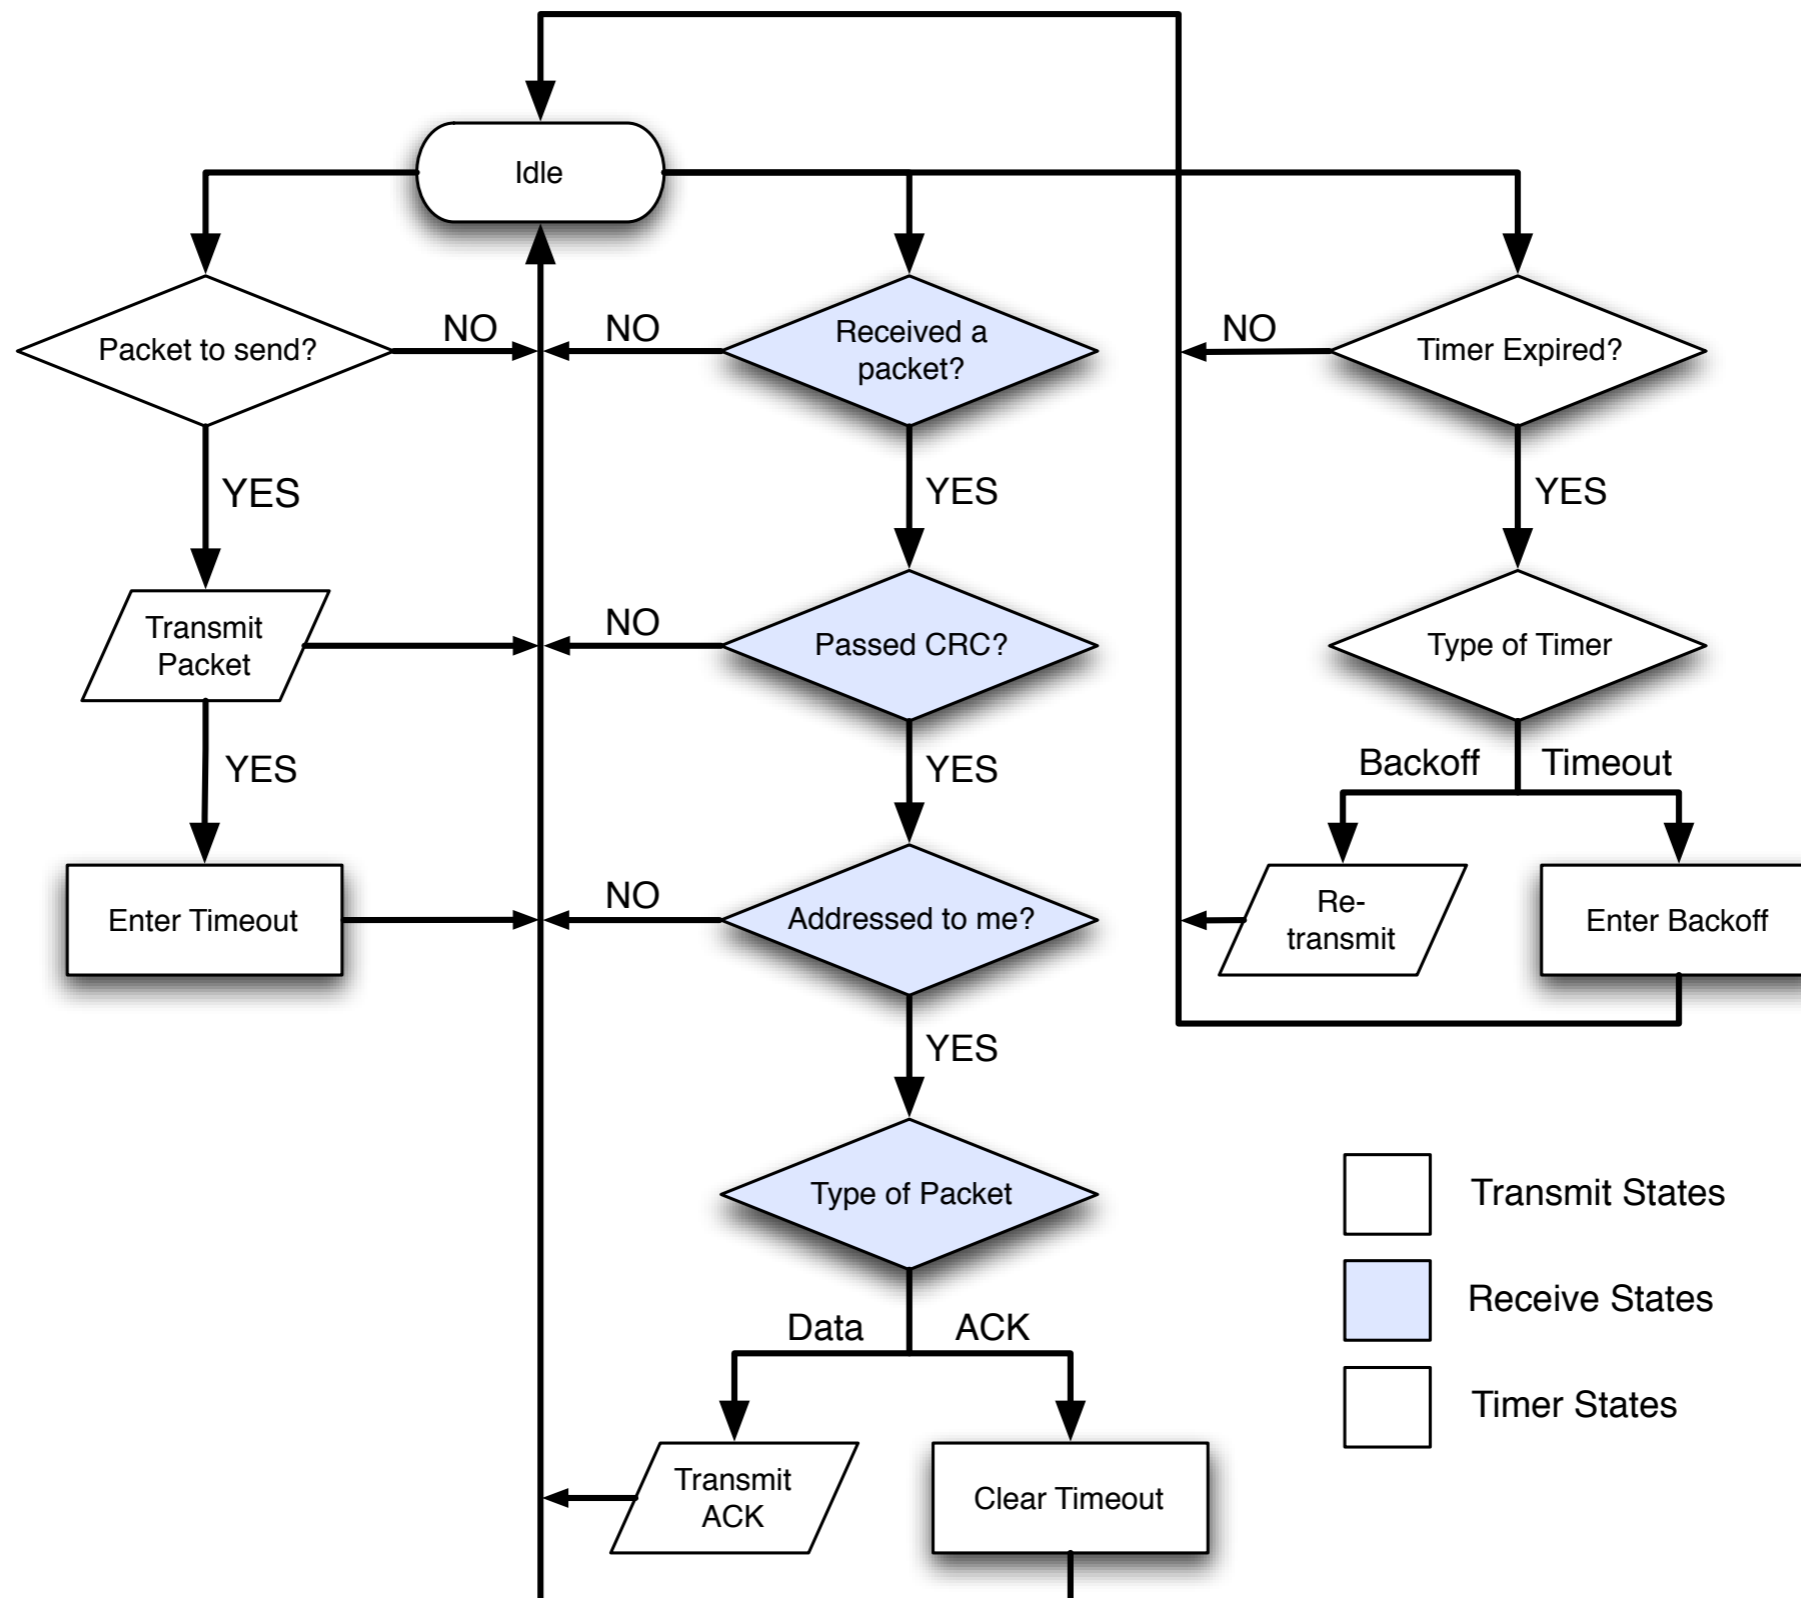 Idle
Packet to send?
NO
NO
Received a
packet?
NO
Timer Expired?
YES
YES
YES
Transmit
Packet
NO
Passed CRC?
Type of Timer
YES
YES
Backoff
Timeout
Enter Timeout
NO
Addressed to me?
Re-
transmit
Enter Backoff
YES
Type of Packet
Transmit States
Receive States
Data
ACK
Timer States
Transmit
ACK
Clear Timeout